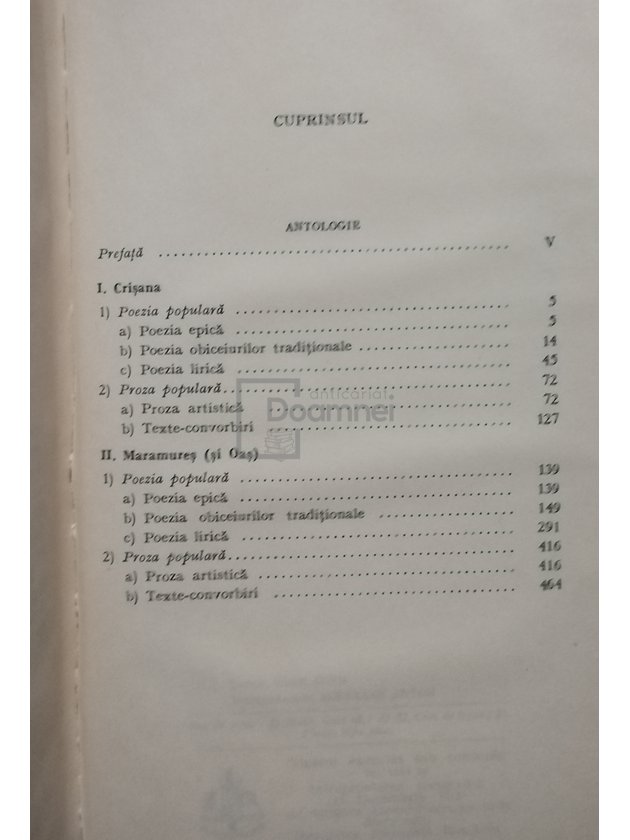 CUPRINSUL
ANTOLOGIE
Prefață .......... V
I. Crișana
1) Poezia populară .......... 5
a) Poezia epică .......... 5
b) Poezia obiceiurilor tradiționale .......... 14
c) Poezia lirică .......... 45
2) Proza populară .......... 72
a) Proza artistică .......... 72
b) Texte-convorbiri .......... 127
anticariat
Doamnei
II. Maramureș (și Oaș)
1) Poezia populară .......... 139
a) Poezia epică .......... 139
b) Poezia obiceiurilor tradiționale .......... 149
c) Poezia lirică .......... 291
2) Proza populară .......... 416
a) Proza artistică .......... 416
b) Texte-convorbiri .......... 464